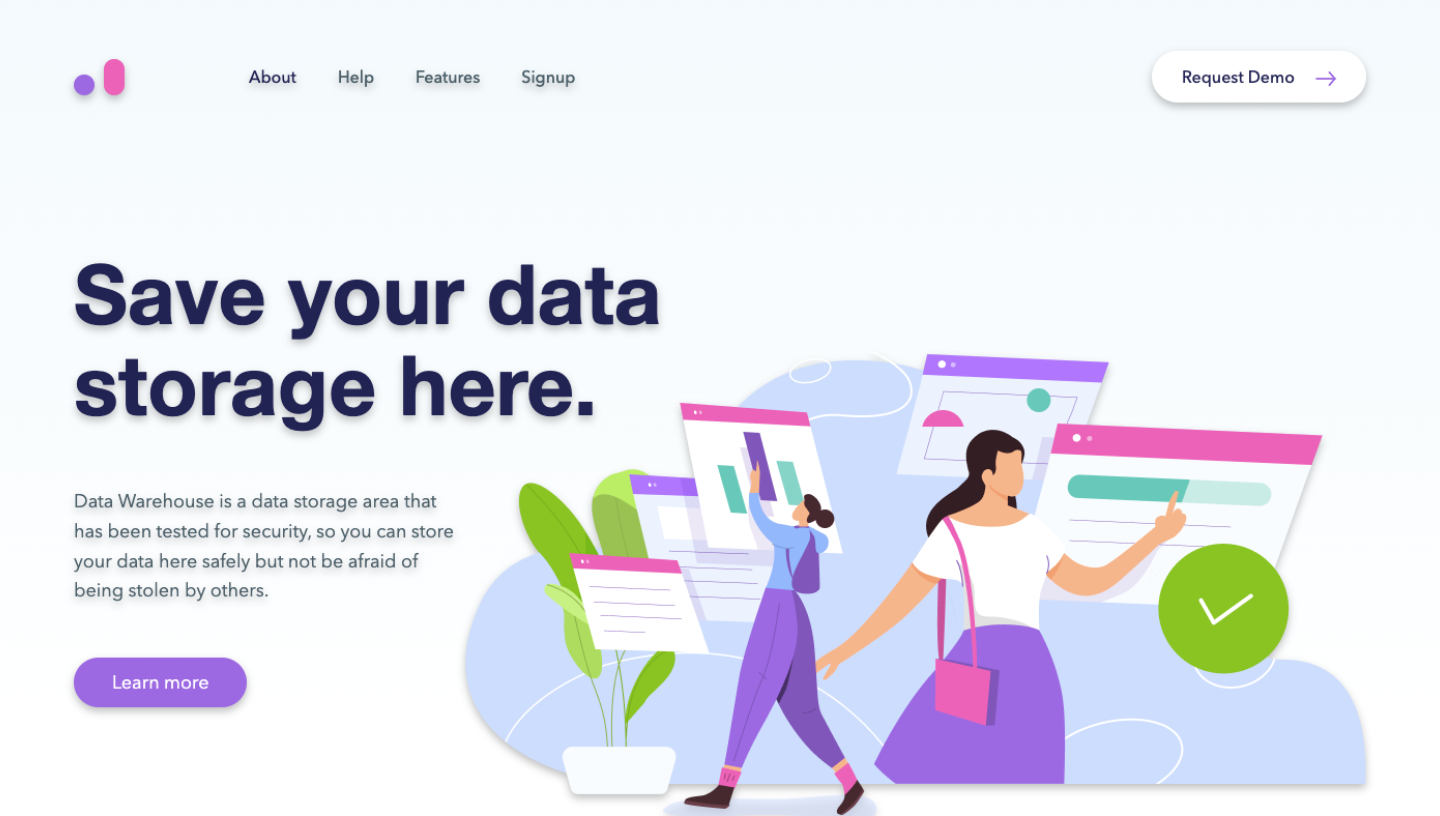 About
Help
Features
Signup
Request Demo
Save your data
storage here.
Data Warehouse is a data storage area that
has been tested for security, so you can store
your data here safely but not be afraid of
being stolen by others.
Learn more